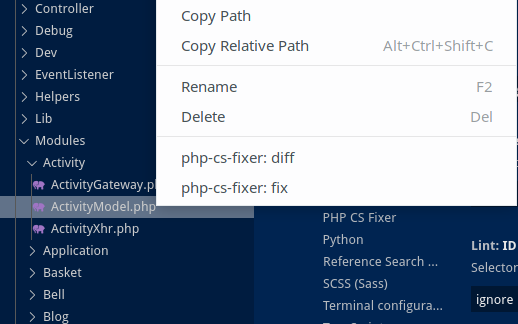 Controller
Debug
Dev
EventListener
Helpers
Lib
Modules
Activity
ActivityGateway.p
ActivityModel.php
ActivityXhr.php
Application
Basket
Bell
Blog
Copy Path
Copy Relative Path Alt+Ctrl+Shift+C
Rename F2
Delete Del
php-cs-fixer: diff
php-cs-fixer: fix
PHP CS Fixer
Python
Reference Search ...
SCSS (Sass)
Terminal configura...
Lint: ID
Selector
ignore